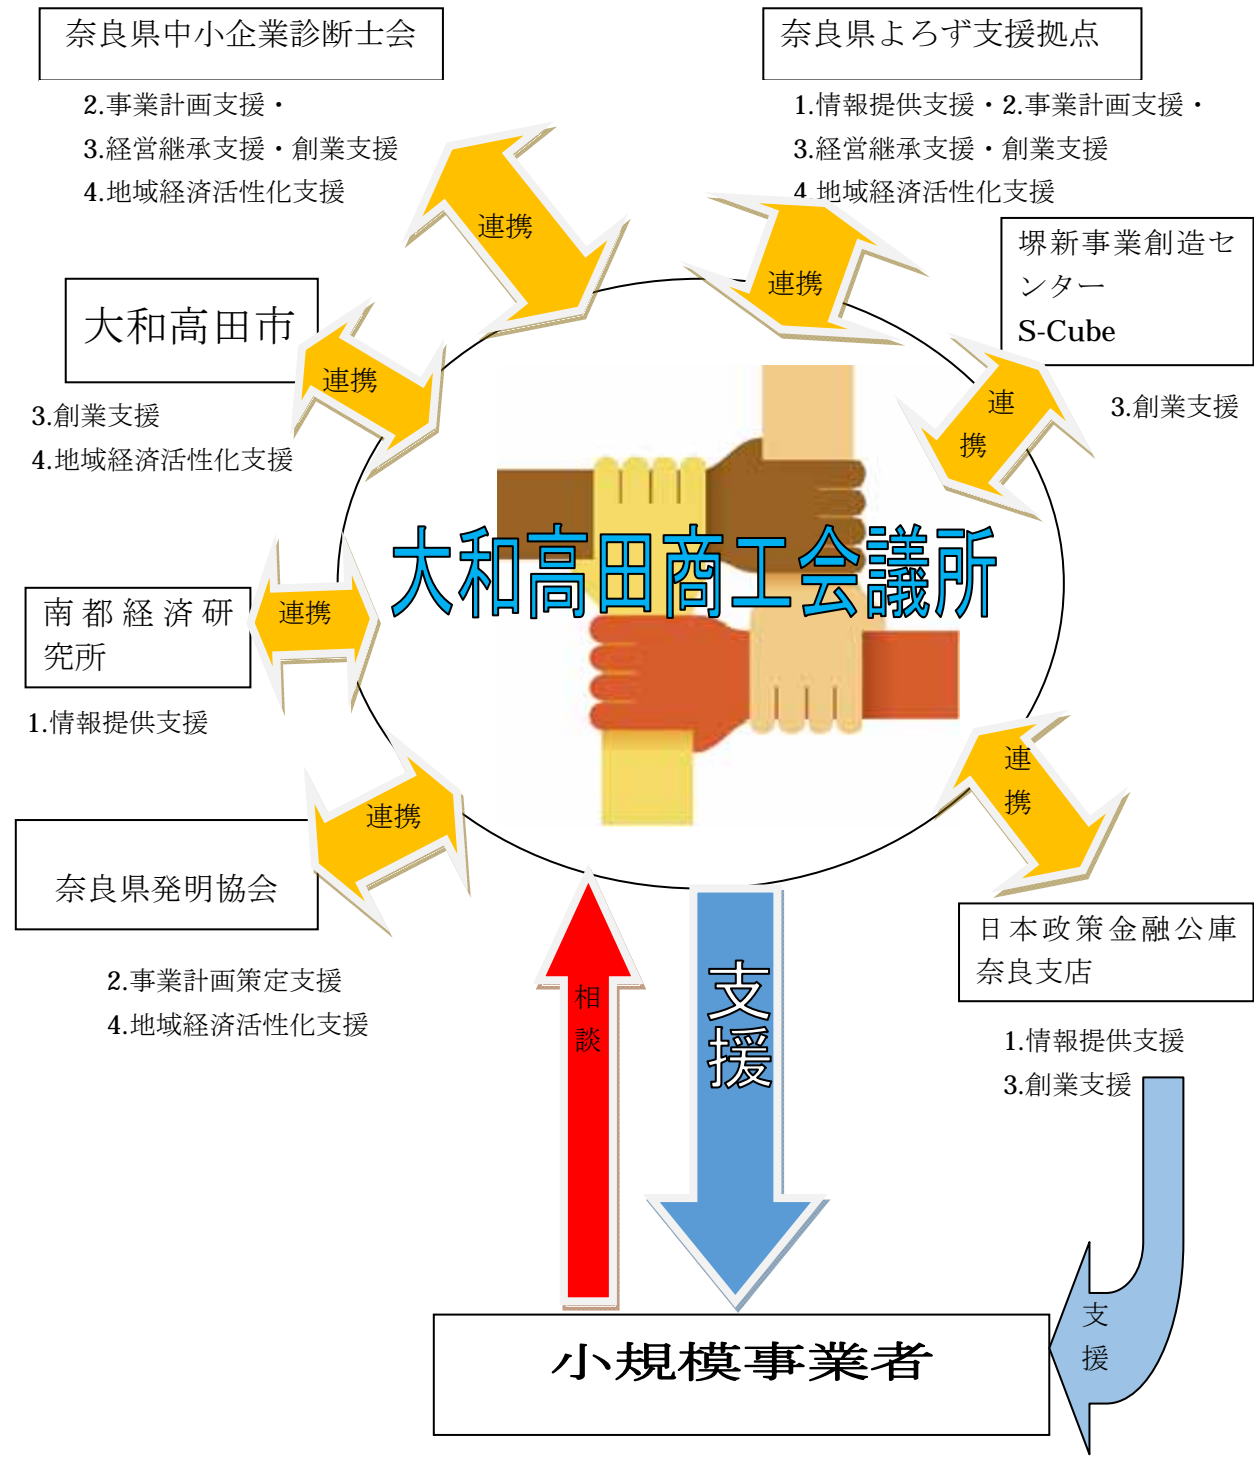 奈良県中小企業診断士会
2.事業計画支援・
3.経営継承支援・創業支援
4.地域経済活性化支援
奈良県よろず支援拠点
1.情報提供支援・2.事業計画支援・
3.経営継承支援・創業支援
4.地域経済活性化支援
連携
連携
堺新事業創造セ
ンター
S-Cube
3.創業支援
連
携
大和高田市
連携
3.創業支援
4.地域経済活性化支援
大和高田商工会議所
南都経済研
究所
連携
1.情報提供支援
連携
奈良県発明協会
2.事業計画策定支援
4.地域経済活性化支援
連
携
日本政策金融公庫
奈良支店
1.情報提供支援
3.創業支援
相
談
支
援
支
援
小規模事業者